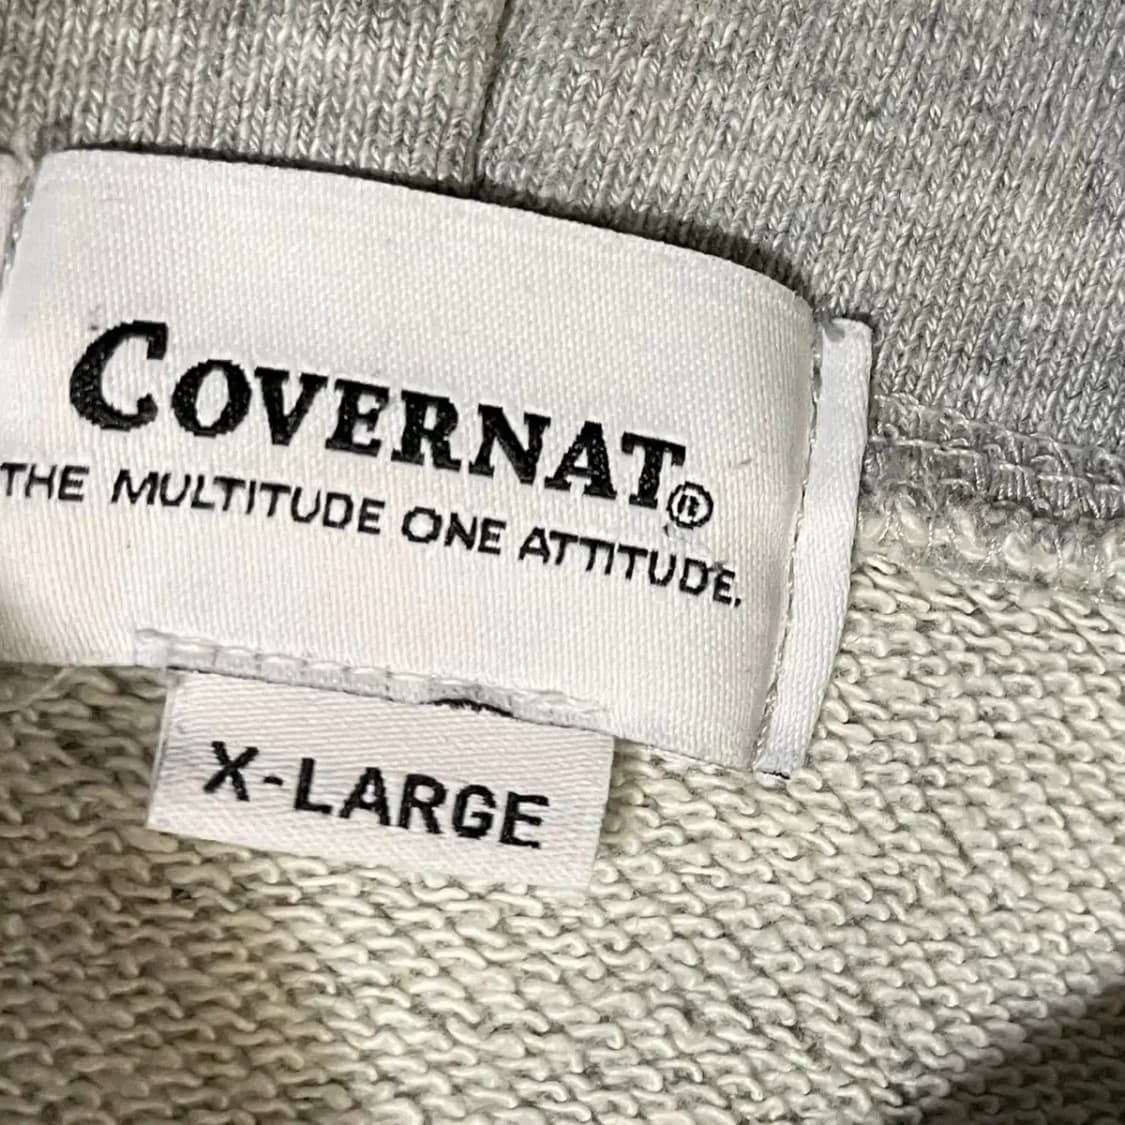 COVERNAT®
THE MULTITUDE ONE ATTITUDE.
X-LARGE